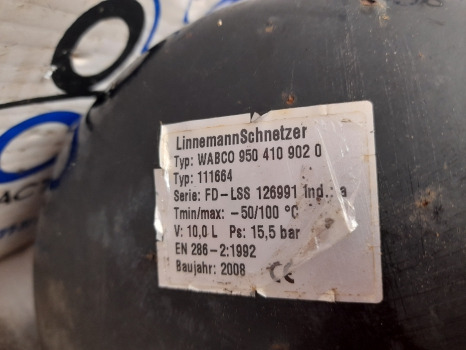 LinnemannSchnetzer
Typ: WABCO 950 410 902 0
Typ: 111664
Serie: FD-LSS 126991 Ind.: a
Tmin/max: -50/100 °C
V: 10,0 L Ps: 15,5 bar
EN 286-2:1992
Baujahr: 2008 CE